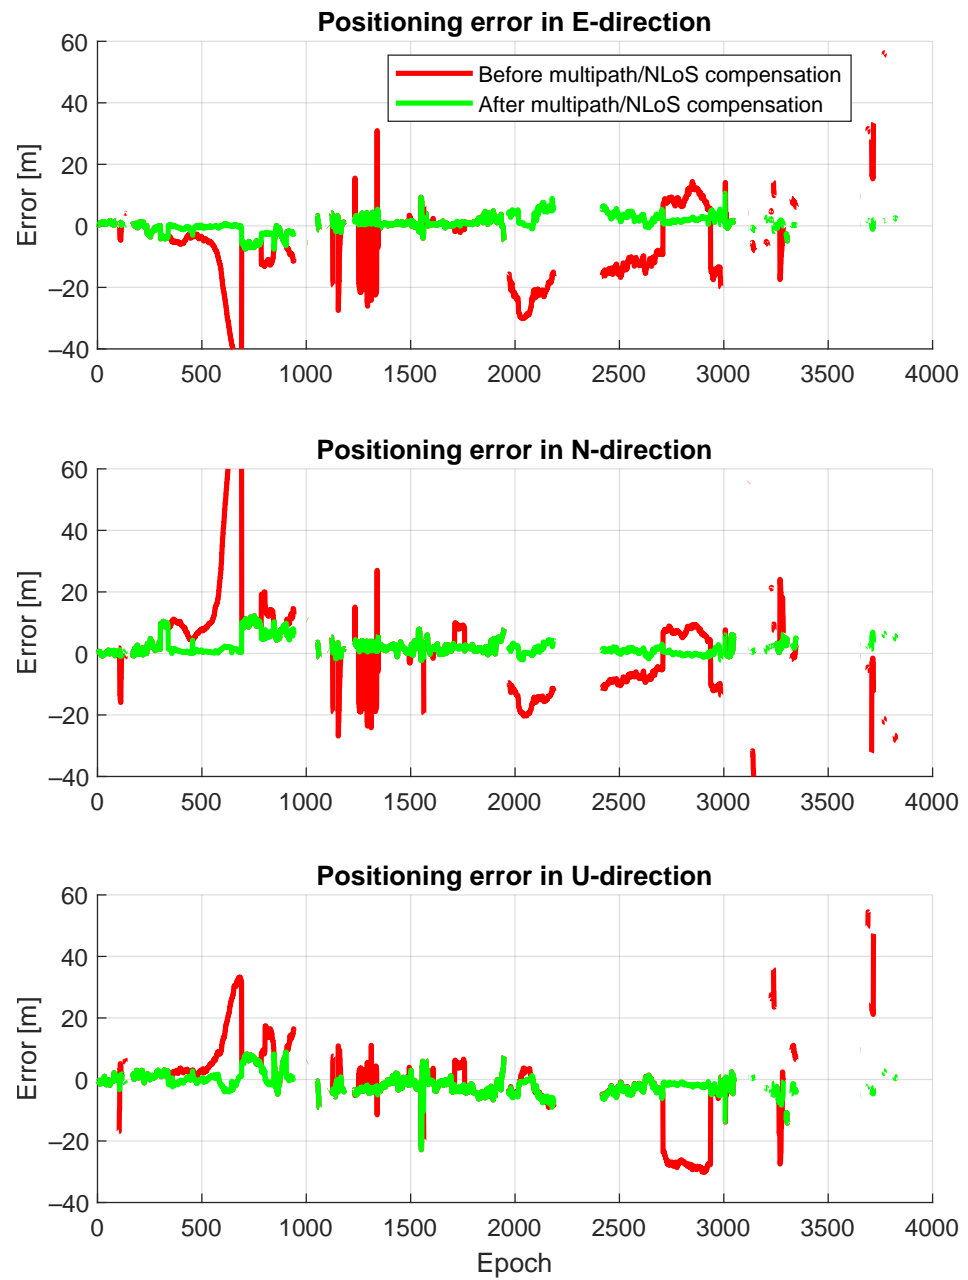 Positioning error in E-direction
60
40
20
0
–20
–40
Error [m]
Before multipath/NLoS compensation
After multipath/NLoS compensation
0 500 1000 1500 2000 2500 3000 3500 4000
Positioning error in N-direction
60
40
20
0
–20
–40
Error [m]
0 500 1000 1500 2000 2500 3000 3500 4000
Positioning error in U-direction
60
40
20
0
–20
–40
Error [m]
0 500 1000 1500 2000 2500 3000 3500 4000
Epoch